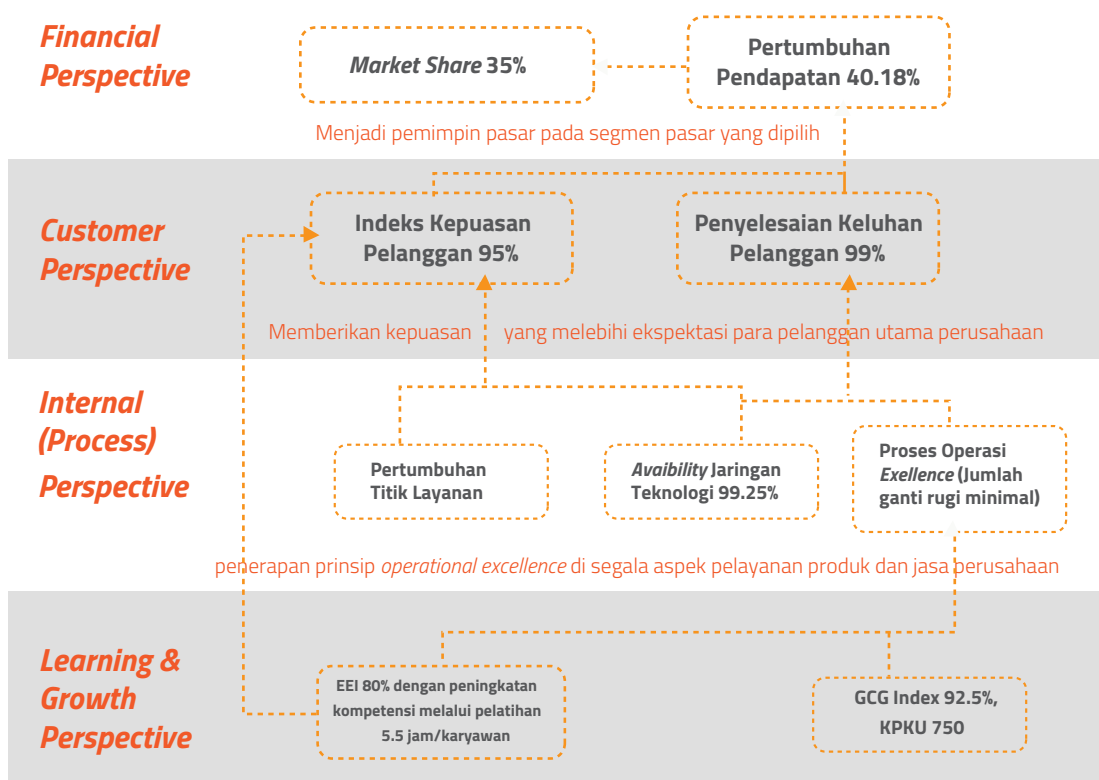 Financial
Perspective
Market Share 35%
Pertumbuhan
Pendapatan 40.18%
Menjadi pemimpin pasar pada segmen pasar yang dipilih
Customer
Perspective
Indeks Kepuasan
Pelanggan 95%
Penyelesaian Keluhan
Pelanggan 99%
Memberikan kepuasan yang melebihi ekspektasi para pelanggan utama perusahaan
Internal
(Process)
Perspective
Pertumbuhan
Titik Layanan
Avaibility Jaringan
Teknologi 99.25%
Proses Operasi
Exellence (Jumlah
ganti rugi minimal)
penerapan prinsip operational excellence di segala aspek pelayanan produk dan jasa perusahaan
Learning &
Growth
Perspective
EEI 80% dengan peningkatan
kompetensi melalui pelatihan
5.5 jam/karyawan
GCG Index 92.5%,
KPKU 750